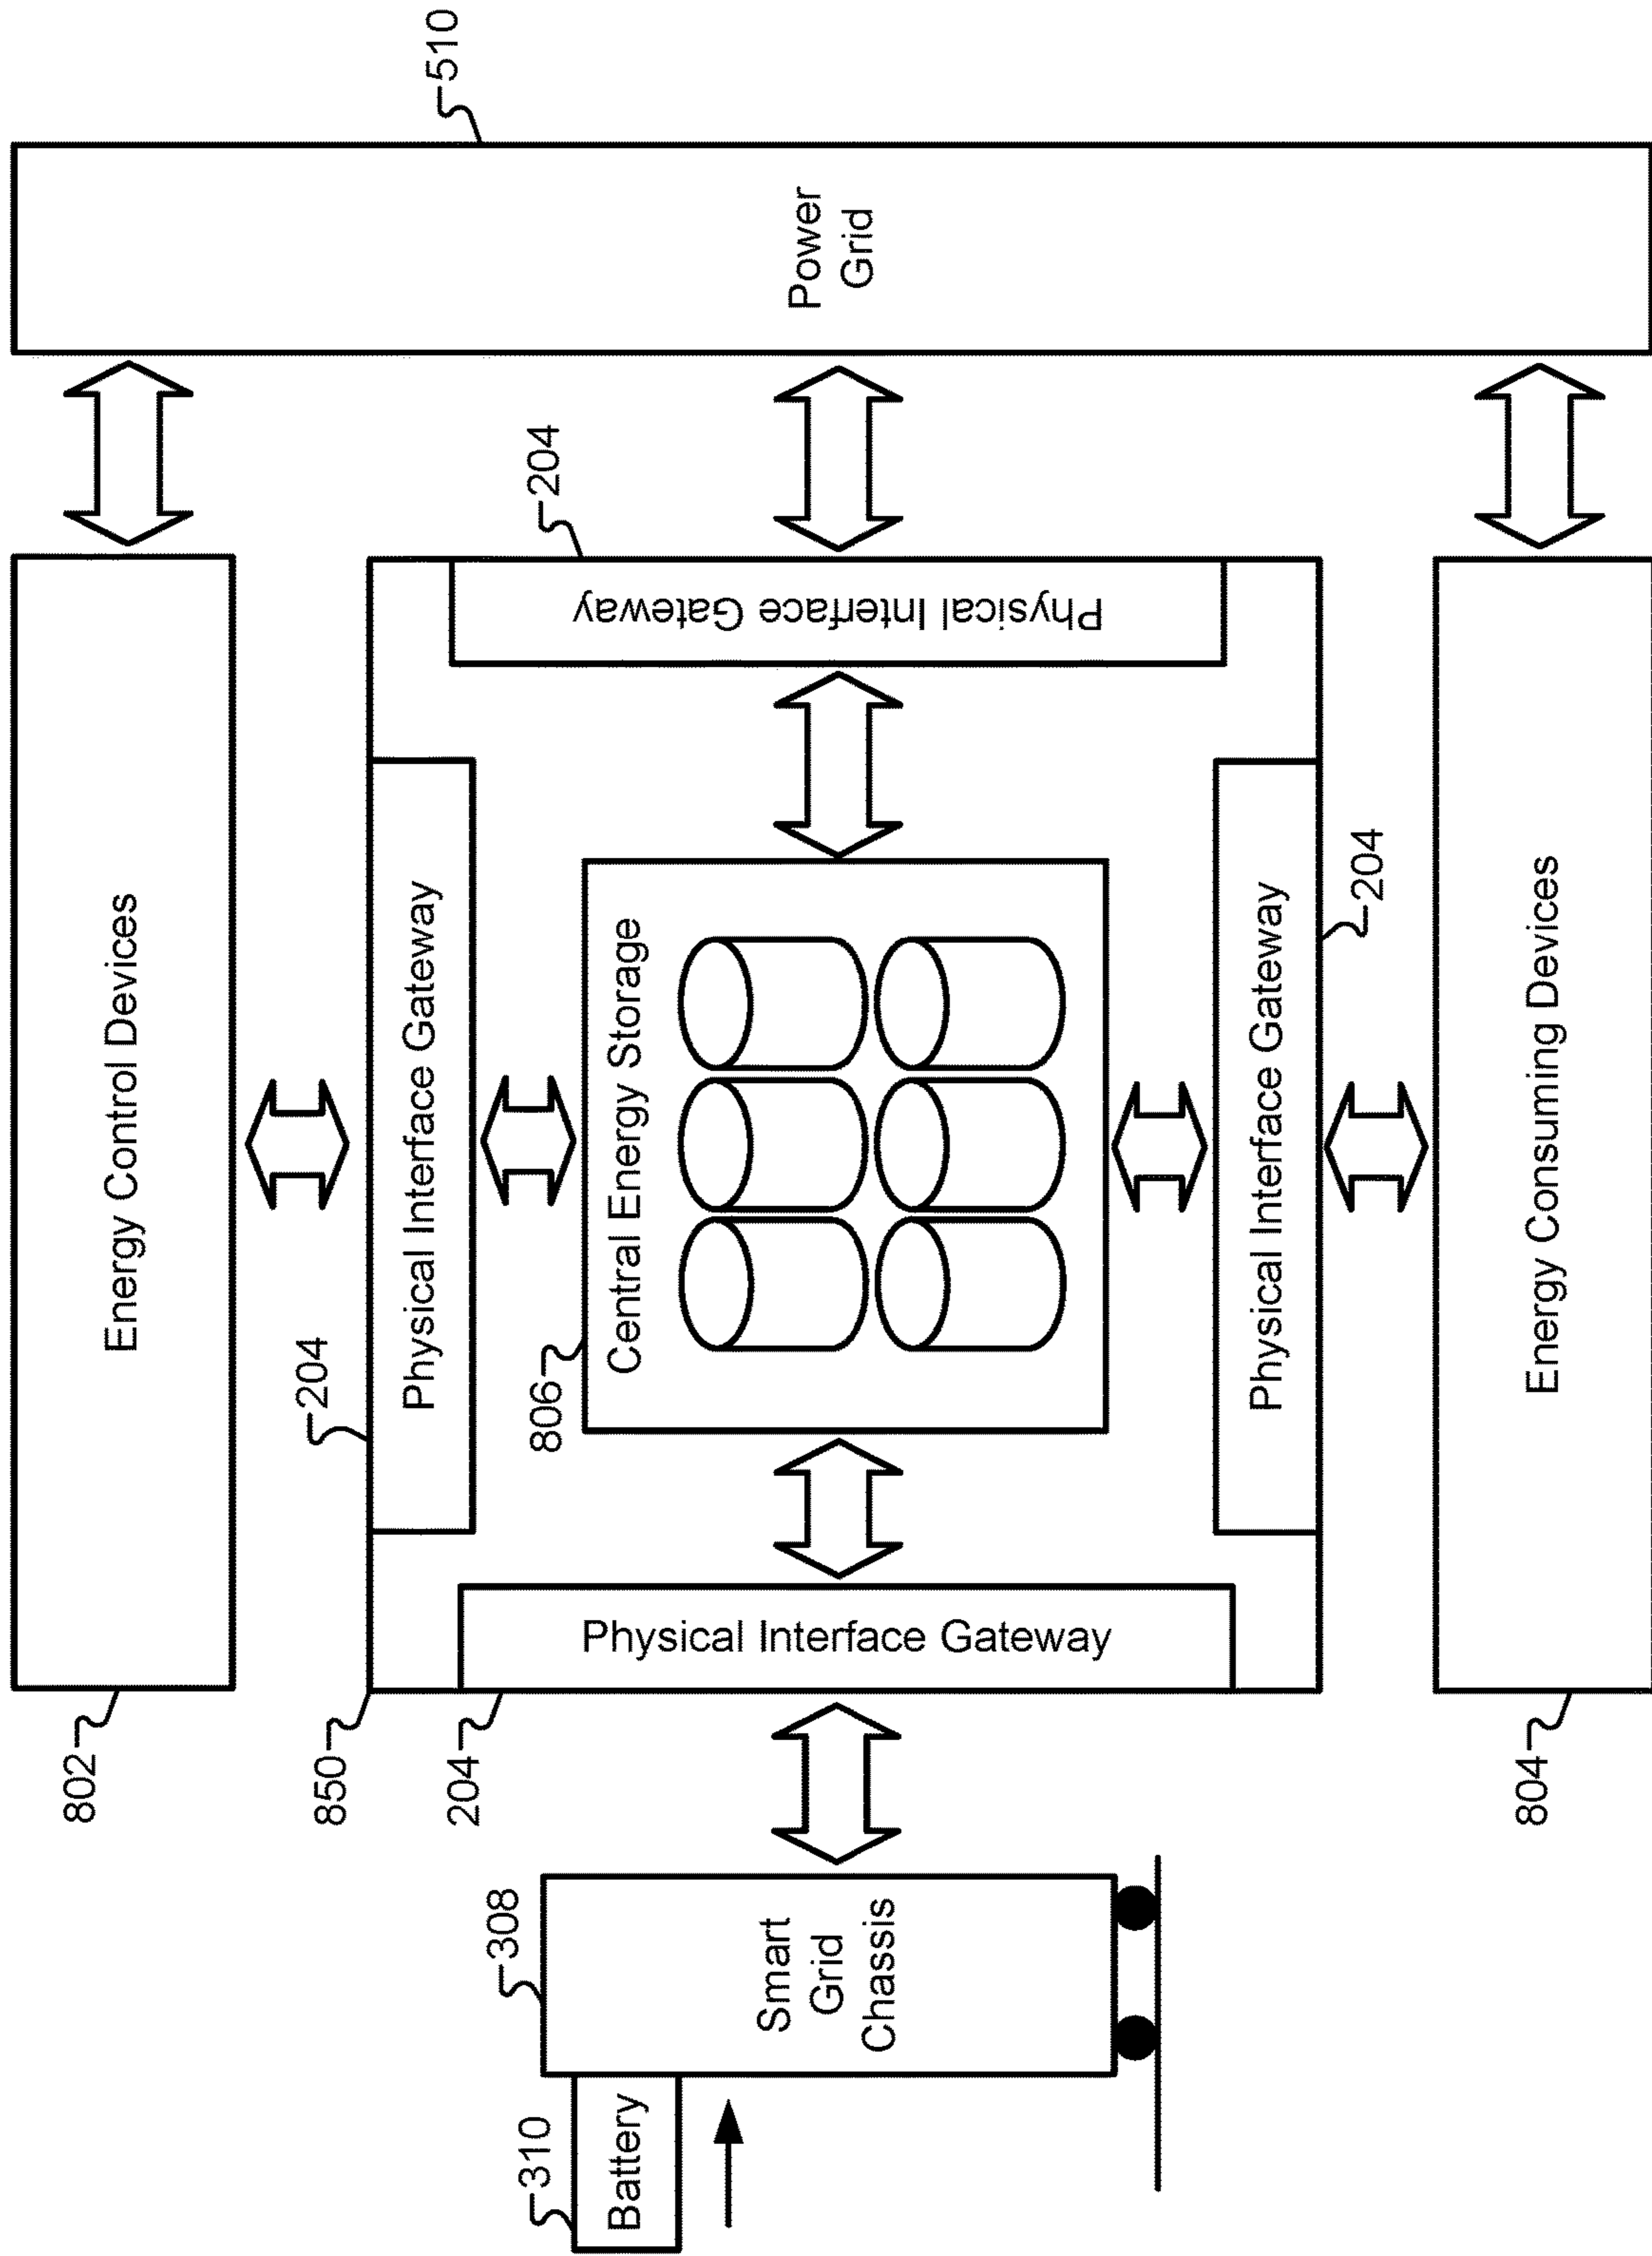 802
Energy Control Devices
850
204
Physical Interface Gateway
204
Physical Interface Gateway
806
Central Energy Storage
204
Physical Interface Gateway
Physical Interface Gateway
204
804
Energy Consuming Devices
510
Power
Grid
308
Smart
Grid
Chassis
310
Battery